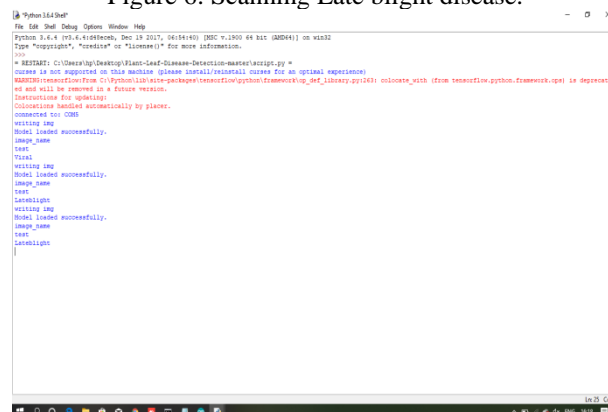 Figure 6. Scanning Late blight disease.
*Python 3.6.4 Shell*
File Edit Shell Debug Options Window Help
Python 3.6.4 (v3.6.4:d48eceb, Dec 19 2017, 06:54:40) [MSC v.1900 64 bit (AMD64)] on win32
Type "copyright", "credits" or "license()" for more information.
>>>
= RESTART: C:\Users\hp\Desktop\Plant-Leaf-Disease-Detection-master\script.py =
curses is not supported on this machine (please install/reinstall curses for an optimal experience)
WARNING:tensorflow:From C:\Python\lib\site-packages\tensorflow\python\framework\op_def_library.py:263: colocate_with (from tensorflow.python.framework.ops) is deprecat
ed and will be removed in a future version.
Instructions for updating:
Colocations handled automatically by placer.
connected to: COM5
writing img
Model loaded successfully.
image_name
test
Viral
writing img
Model loaded successfully.
image_name
test
Lateblight
writing img
Model loaded successfully.
image_name
test
Lateblight
Ln: 25